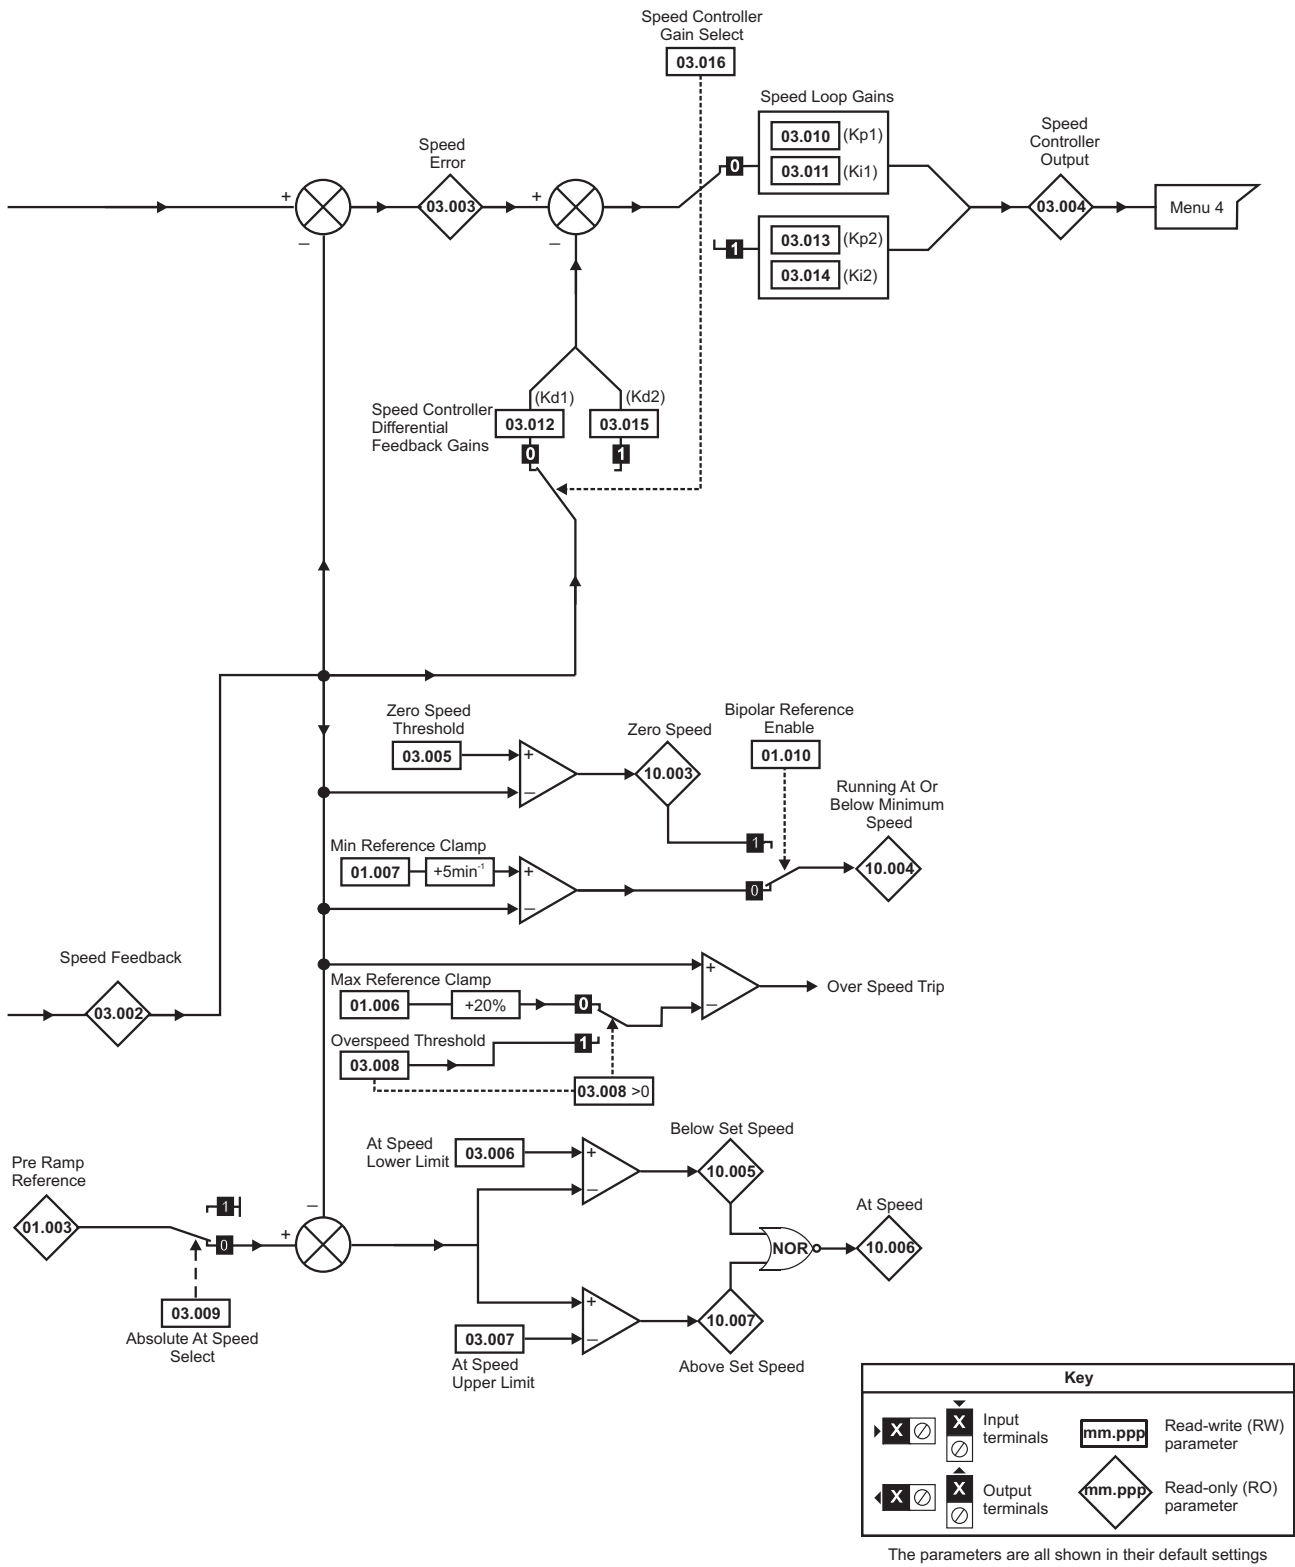 Speed Controller
Gain Select
03.016
Speed Loop Gains
03.010 (Kp1)
03.011 (Ki1)
0
Speed
Error
03.003
+
−
+
−
Speed
Controller
Output
03.004
Menu 4
1
03.013 (Kp2)
03.014 (Ki2)
Speed Controller
Differential
Feedback Gains
(Kd1)
03.012
0
(Kd2)
03.015
1
Zero Speed
Threshold
03.005
+
−
Zero Speed
10.003
Bipolar Reference
Enable
01.010
1
Running At Or
Below Minimum
Speed
10.004
Min Reference Clamp
01.007
+5min-1
+
−
0
Speed Feedback
03.002
Max Reference Clamp
01.006
+20%
0
+
−
Over Speed Trip
Overspeed Threshold
03.008
1
03.008 >0
Pre Ramp
Reference
01.003
1
0
03.009
Absolute At Speed
Select
+
−
At Speed
Lower Limit
03.006
+
−
Below Set Speed
10.005
NOR
At Speed
10.006
+
−
03.007
At Speed
Upper Limit
10.007
Above Set Speed
Key
X
X
Input
terminals
mm.ppp
Read-write (RW)
parameter
X
X
Output
terminals
mm.ppp
Read-only (RO)
parameter
The parameters are all shown in their default settings